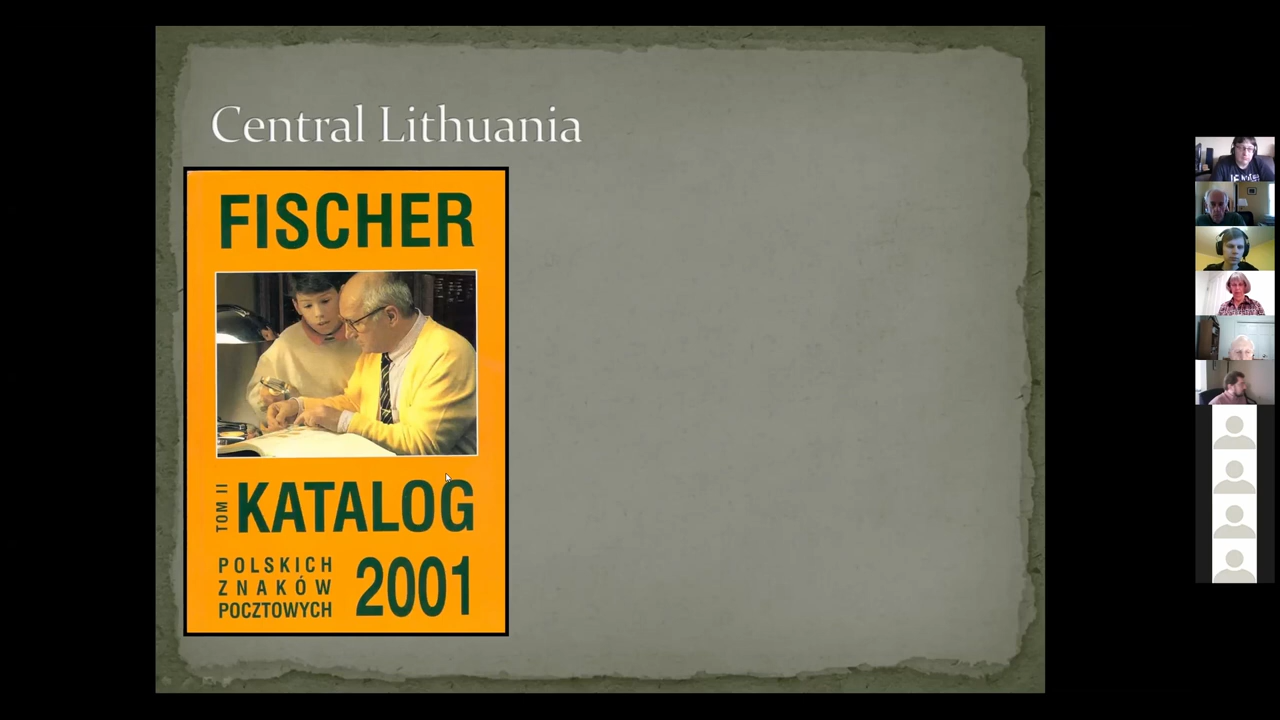 Central Lithuania
FISCHER
TOM II
KATALOG
POLSKICH
ZNAKÓW
POCZTOWYCH
2001